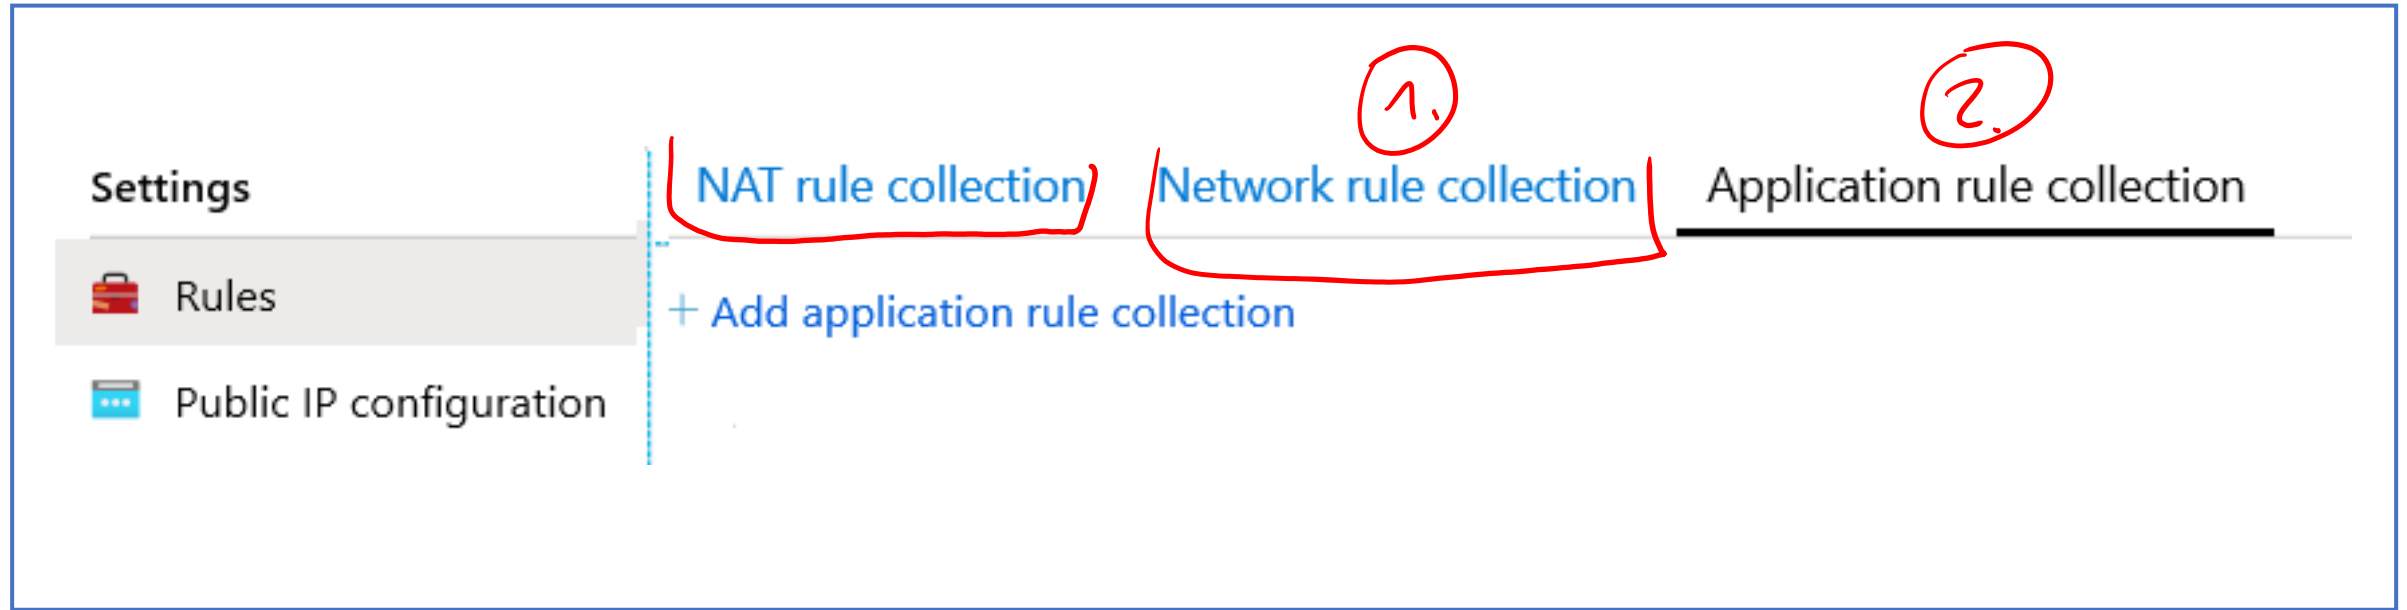 1. 2.
Settings NAT rule collection Network rule collection Application rule collection
Rules
+ Add application rule collection
Public IP configuration